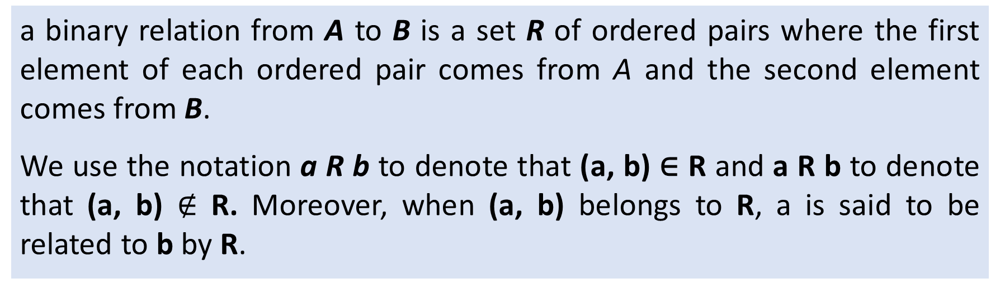 a binary relation from A to B is a set R of ordered pairs where the first
element of each ordered pair comes from A and the second element
comes from B.
We use the notation a R b to denote that (a, b) ∈ R and a R b to denote
that (a, b) ∉ R. Moreover, when (a, b) belongs to R, a is said to be
related to b by R.